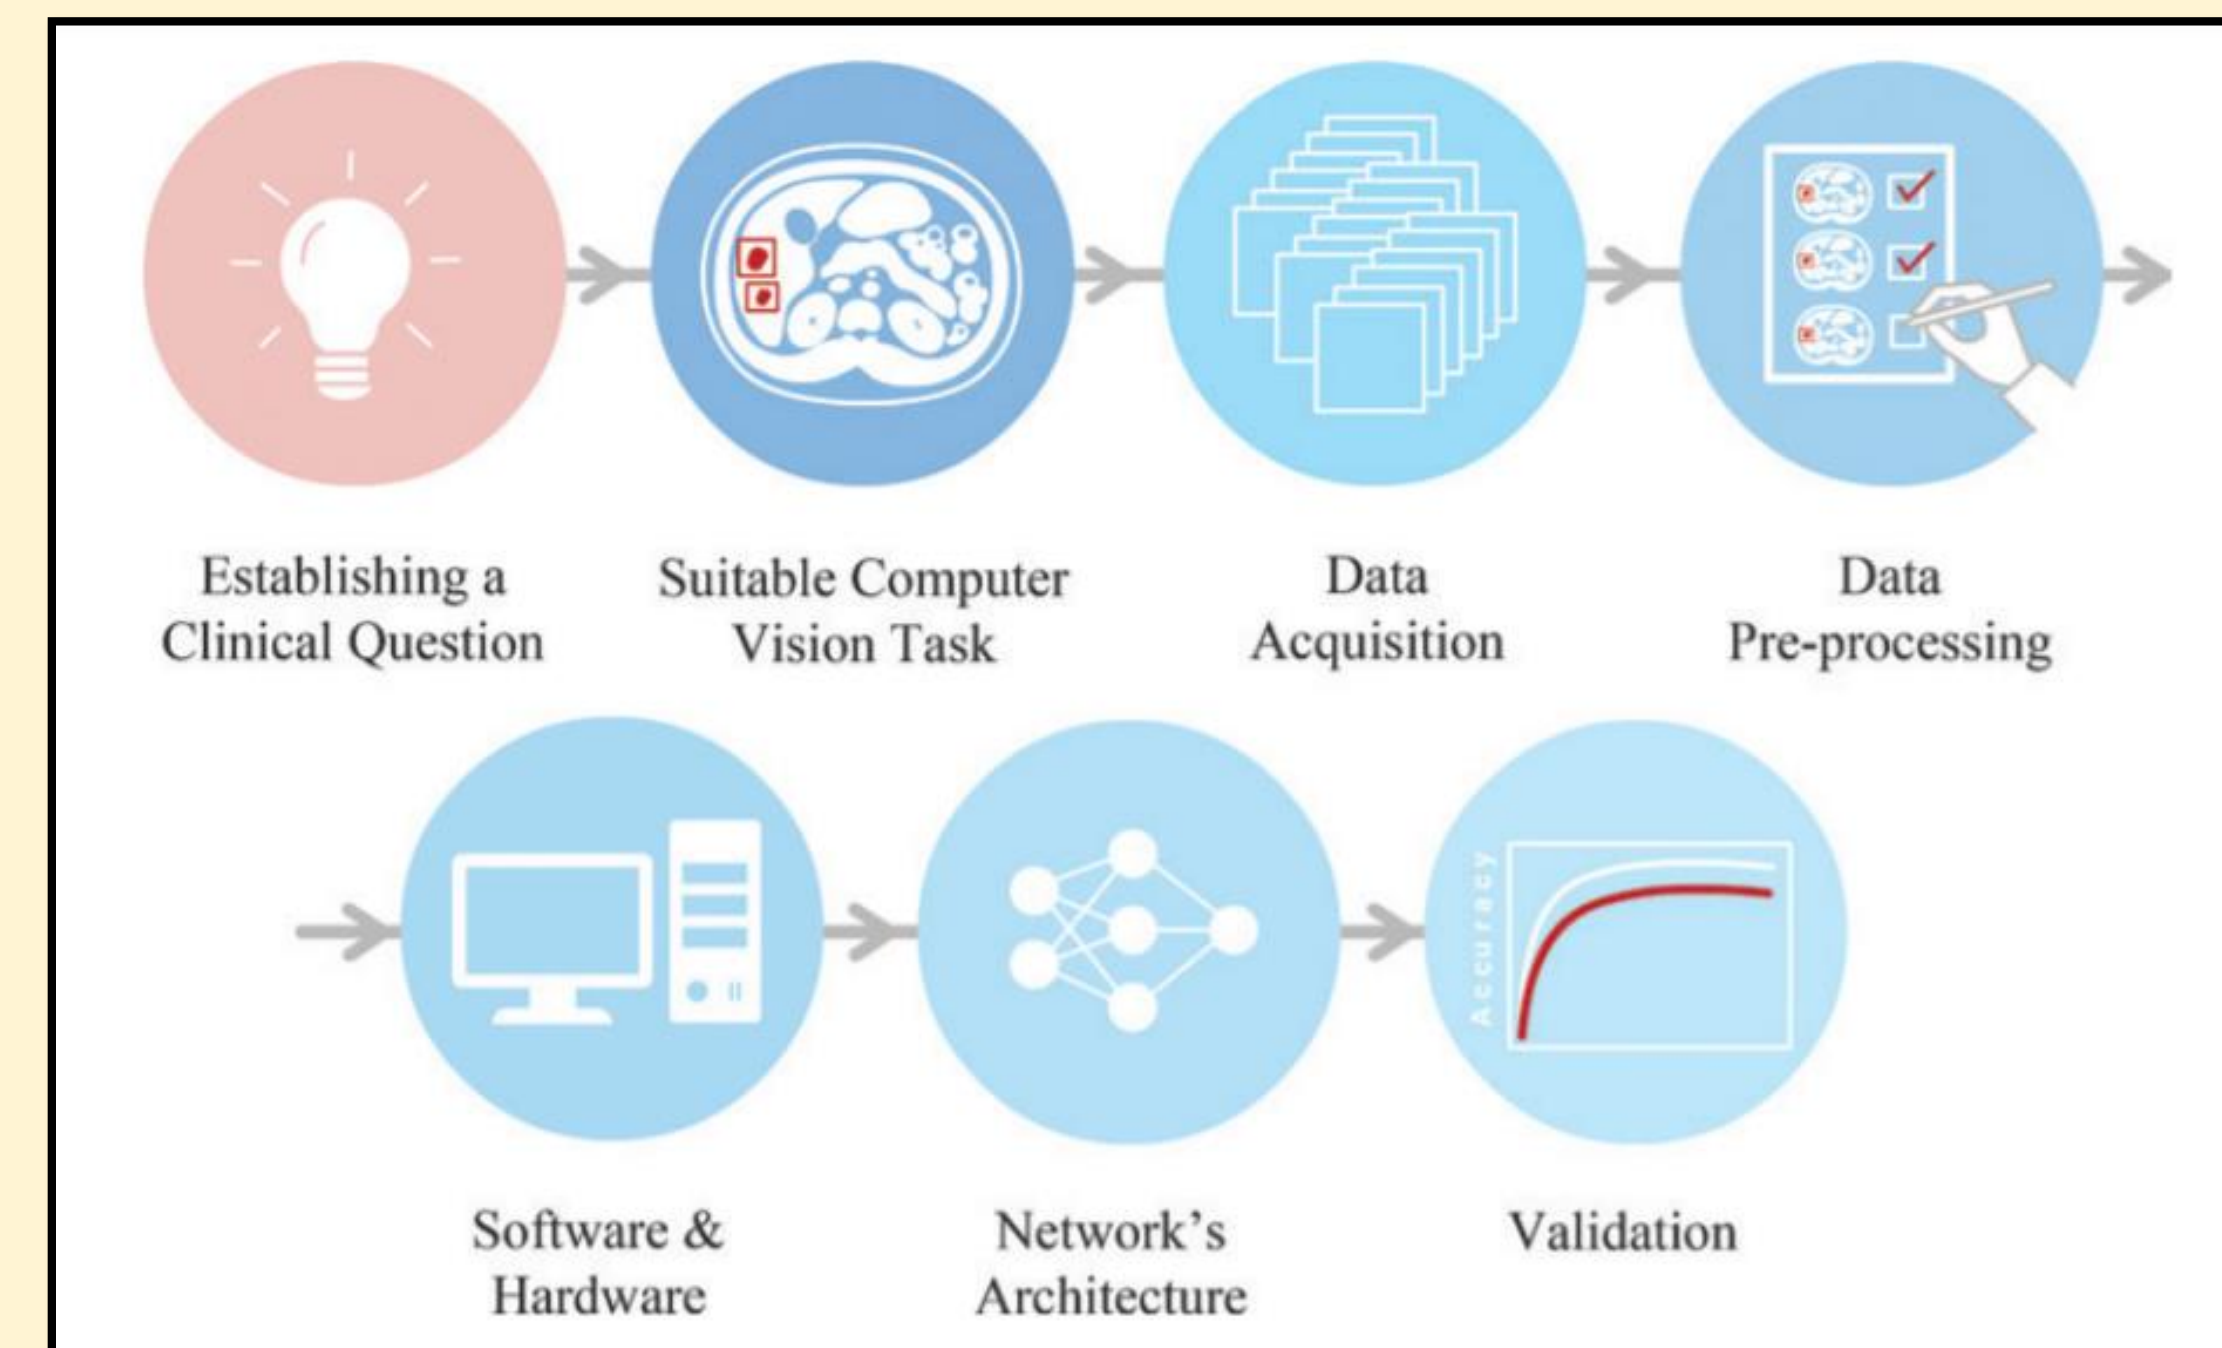 Establishing a
Clinical Question
Suitable Computer
Vision Task
Data
Acquisition
Data
Pre-processing
Accuracy
Software &
Hardware
Network's
Architecture
Validation